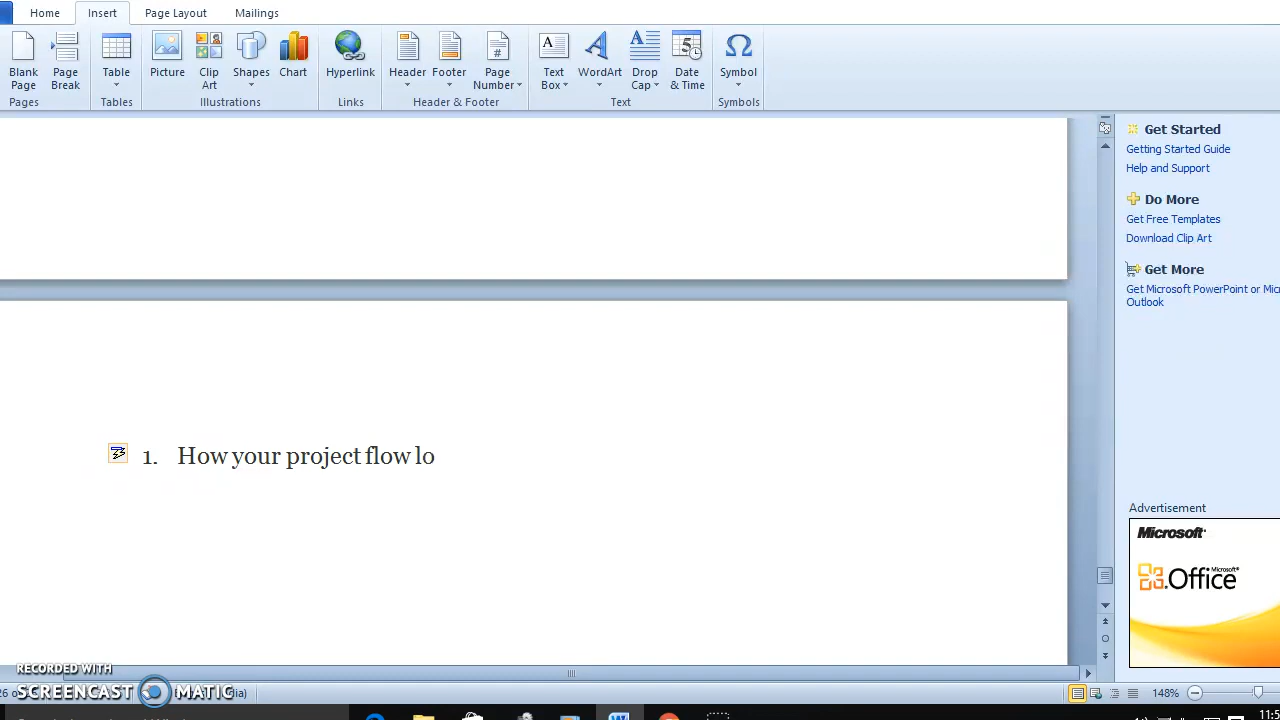 Home Insert Page Layout Mailings
Blank Page
Page Break
Table
Picture
Clip Art
Shapes
Chart
Hyperlink
Header
Footer
Page Number
Text Box
WordArt
Drop Cap
Date & Time
Symbol
Pages Tables Illustrations Links Header & Footer Text Symbols
Get Started
Getting Started Guide
Help and Support
Do More
Get Free Templates
Download Clip Art
Get More
Get Microsoft PowerPoint or
Outlook
1. How your project flow lo
Advertisement
Microsoft
Microsoft
Office
RECORDED WITH
SCREENCAST MATIC
148%